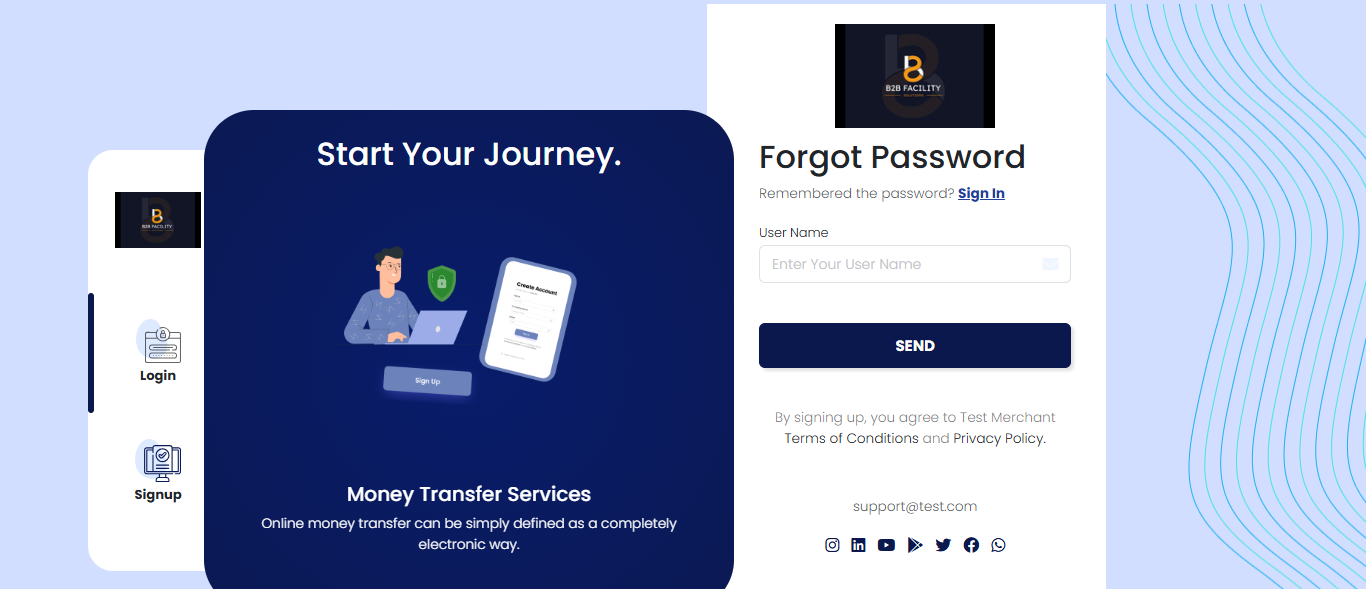 B2B FACILITY
Login
Signup
Start Your Journey.
Create Account
Sign Up
Money Transfer Services
Online money transfer can be simply defined as a completely
electronic way.
B2B FACILITY
SOLUTIONS
Forgot Password
Remembered the password? Sign In
User Name
Enter Your User Name
SEND
By signing up, you agree to Test Merchant
Terms of Conditions and Privacy Policy.
support@test.com